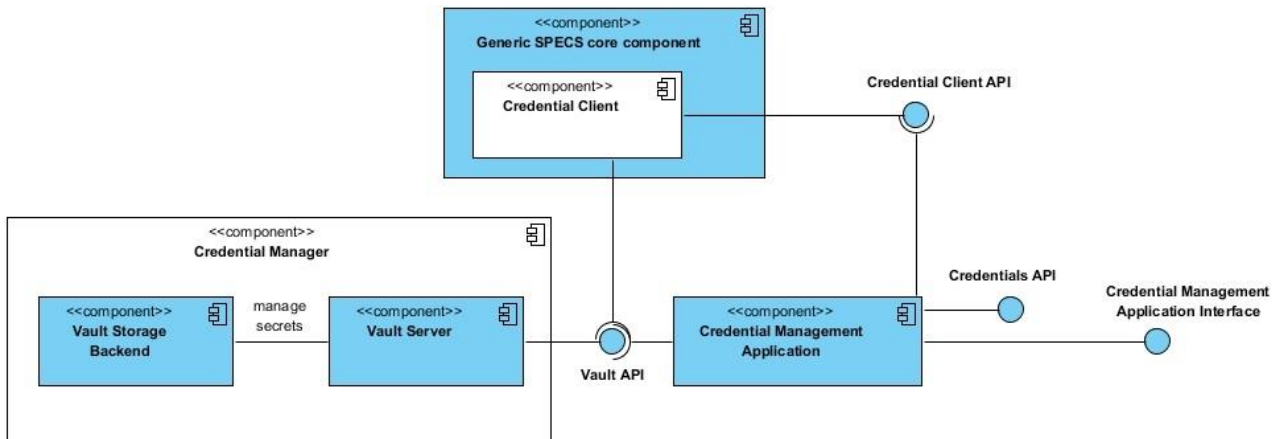 <<component>>
Generic SPECS core component
<<component>>
Credential Client
Credential Client API
<<component>>
Credential Manager
<<component>>
Vault Storage
Backend
manage
secrets
<<component>>
Vault Server
Vault API
<<component>>
Credential Management
Application
Credentials API
Credential Management
Application Interface